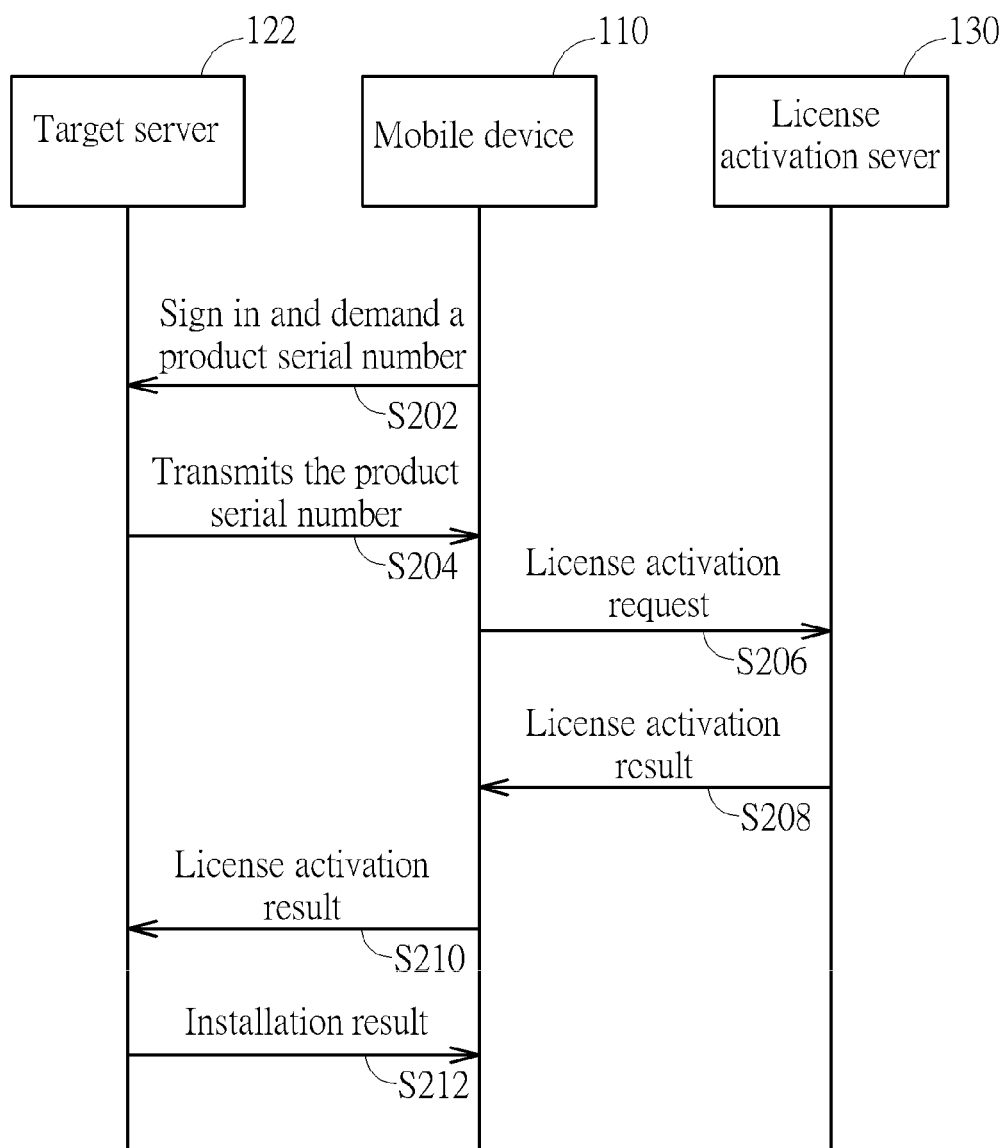 122
110
130
Target server
Mobile device
License
activation sever
Sign in and demand a
product serial number
S202
Transmits the product
serial number
S204
License activation
request
S206
License activation
result
S208
License activation
result
S210
Installation result
S212